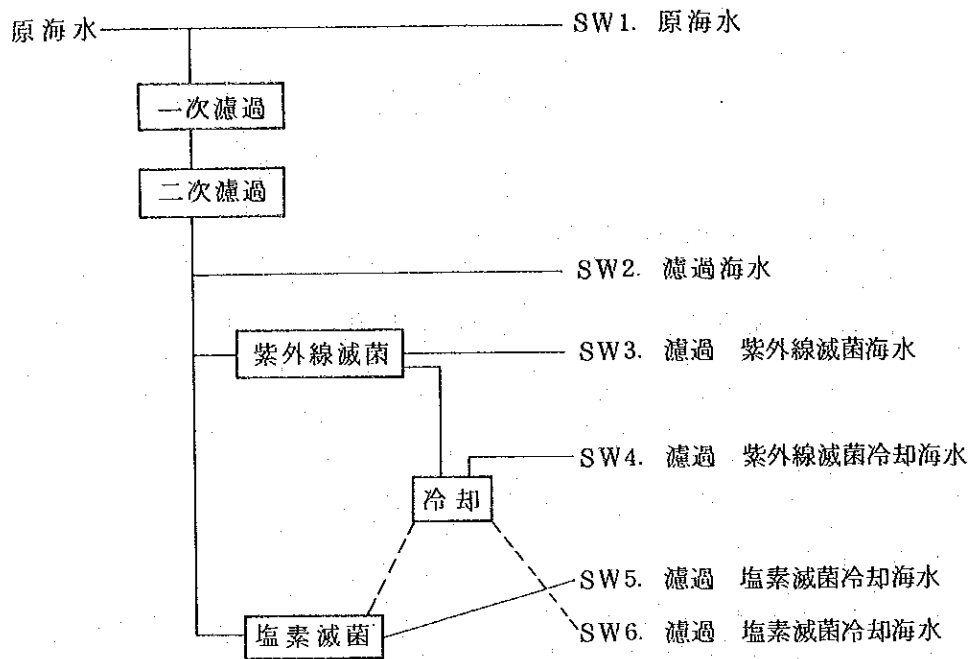 原海水
SW1. 原海水
一次濾過
二次濾過
SW2. 濾過海水
紫外線滅菌
SW3. 濾過 紫外線滅菌海水
SW4. 濾過 紫外線滅菌冷却海水
冷却
SW5. 濾過 塩素滅菌冷却海水
塩素滅菌
SW6. 濾過 塩素滅菌冷却海水